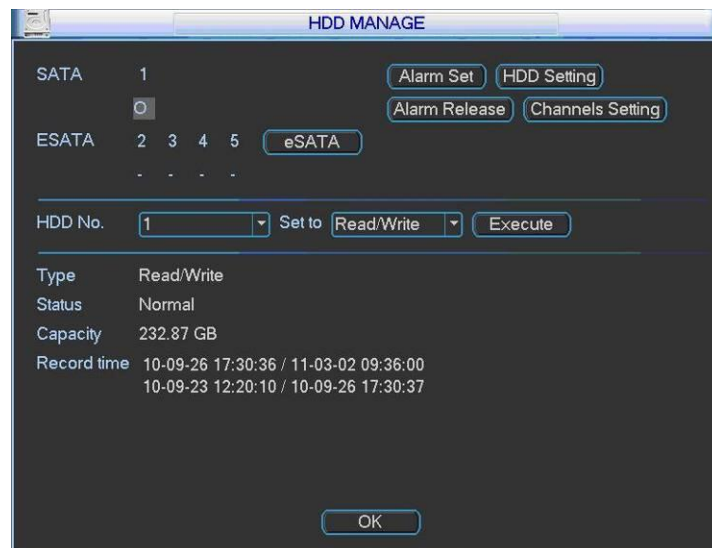 HDD MANAGE
SATA 1 Alarm Set HDD Setting
O Alarm Release Channels Setting
ESATA 2 3 4 5 eSATA
- - - -
HDD No. 1 Set to Read/Write Execute
Type Read/Write
Status Normal
Capacity 232.87 GB
Record time 10-09-26 17:30:36 / 11-03-02 09:36:00
10-09-23 12:20:10 / 10-09-26 17:30:37
OK